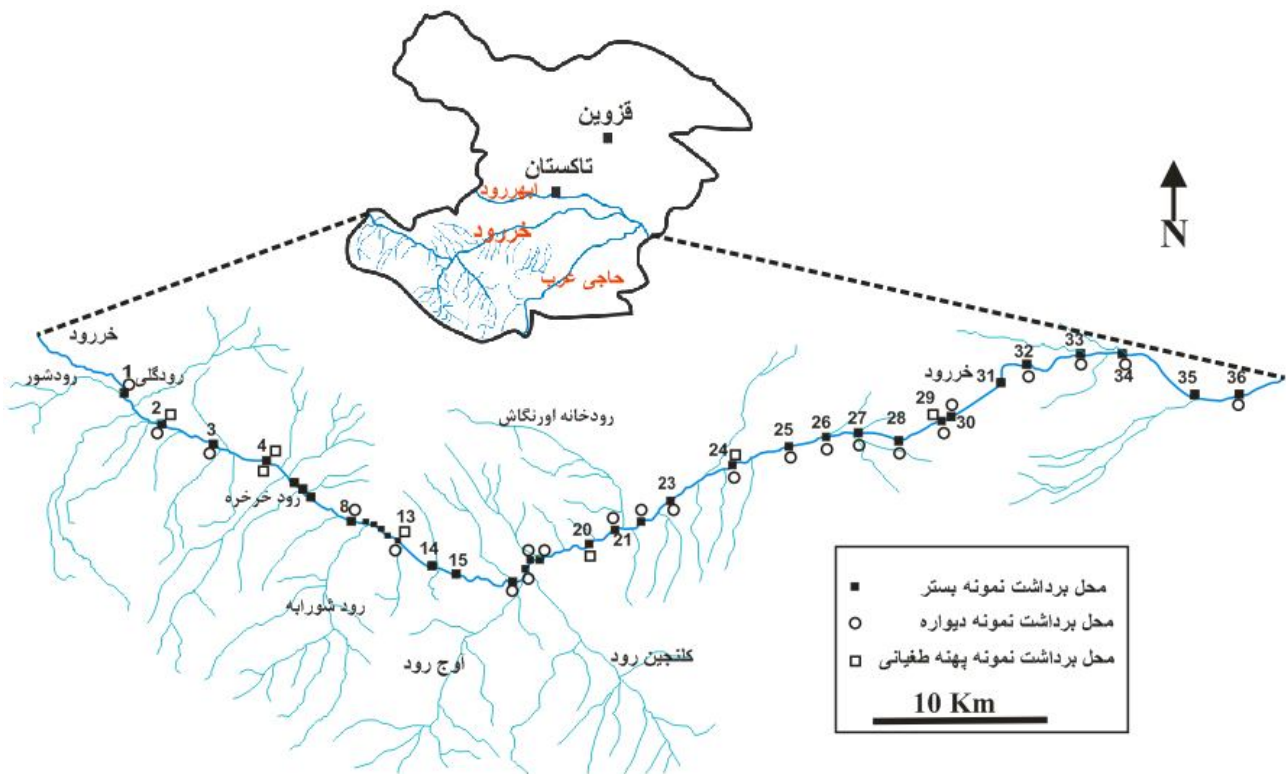 قزوین
تاکستان
ابهررود
خررود
حاجی عرب
N
خررود
رودشور
رودگلی
1
2
3
4
رود خرخره
8
13
14
15
رود شورابه
اوج رود
کلنجین رود
رودخانه اورنگاش
20
21
23
24
25
26
27
28
29
30
خررود
31
32
33
34
35
36
محل برداشت نمونه بستر
محل برداشت نمونه دیواره
محل برداشت نمونه پهنه طغیانی
10 Km